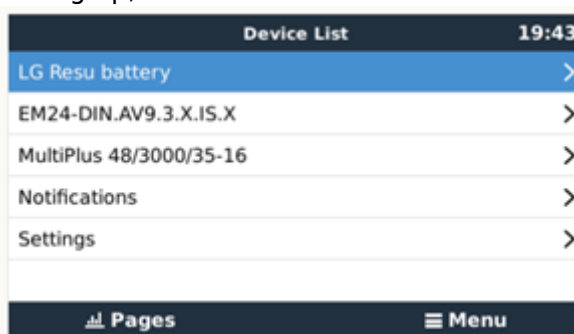 Device List 19:43
LG Resu battery
EM24-DIN.AV9.3.X.IS.X
MultiPlus 48/3000/35-16
Notifications
Settings
Pages Menu